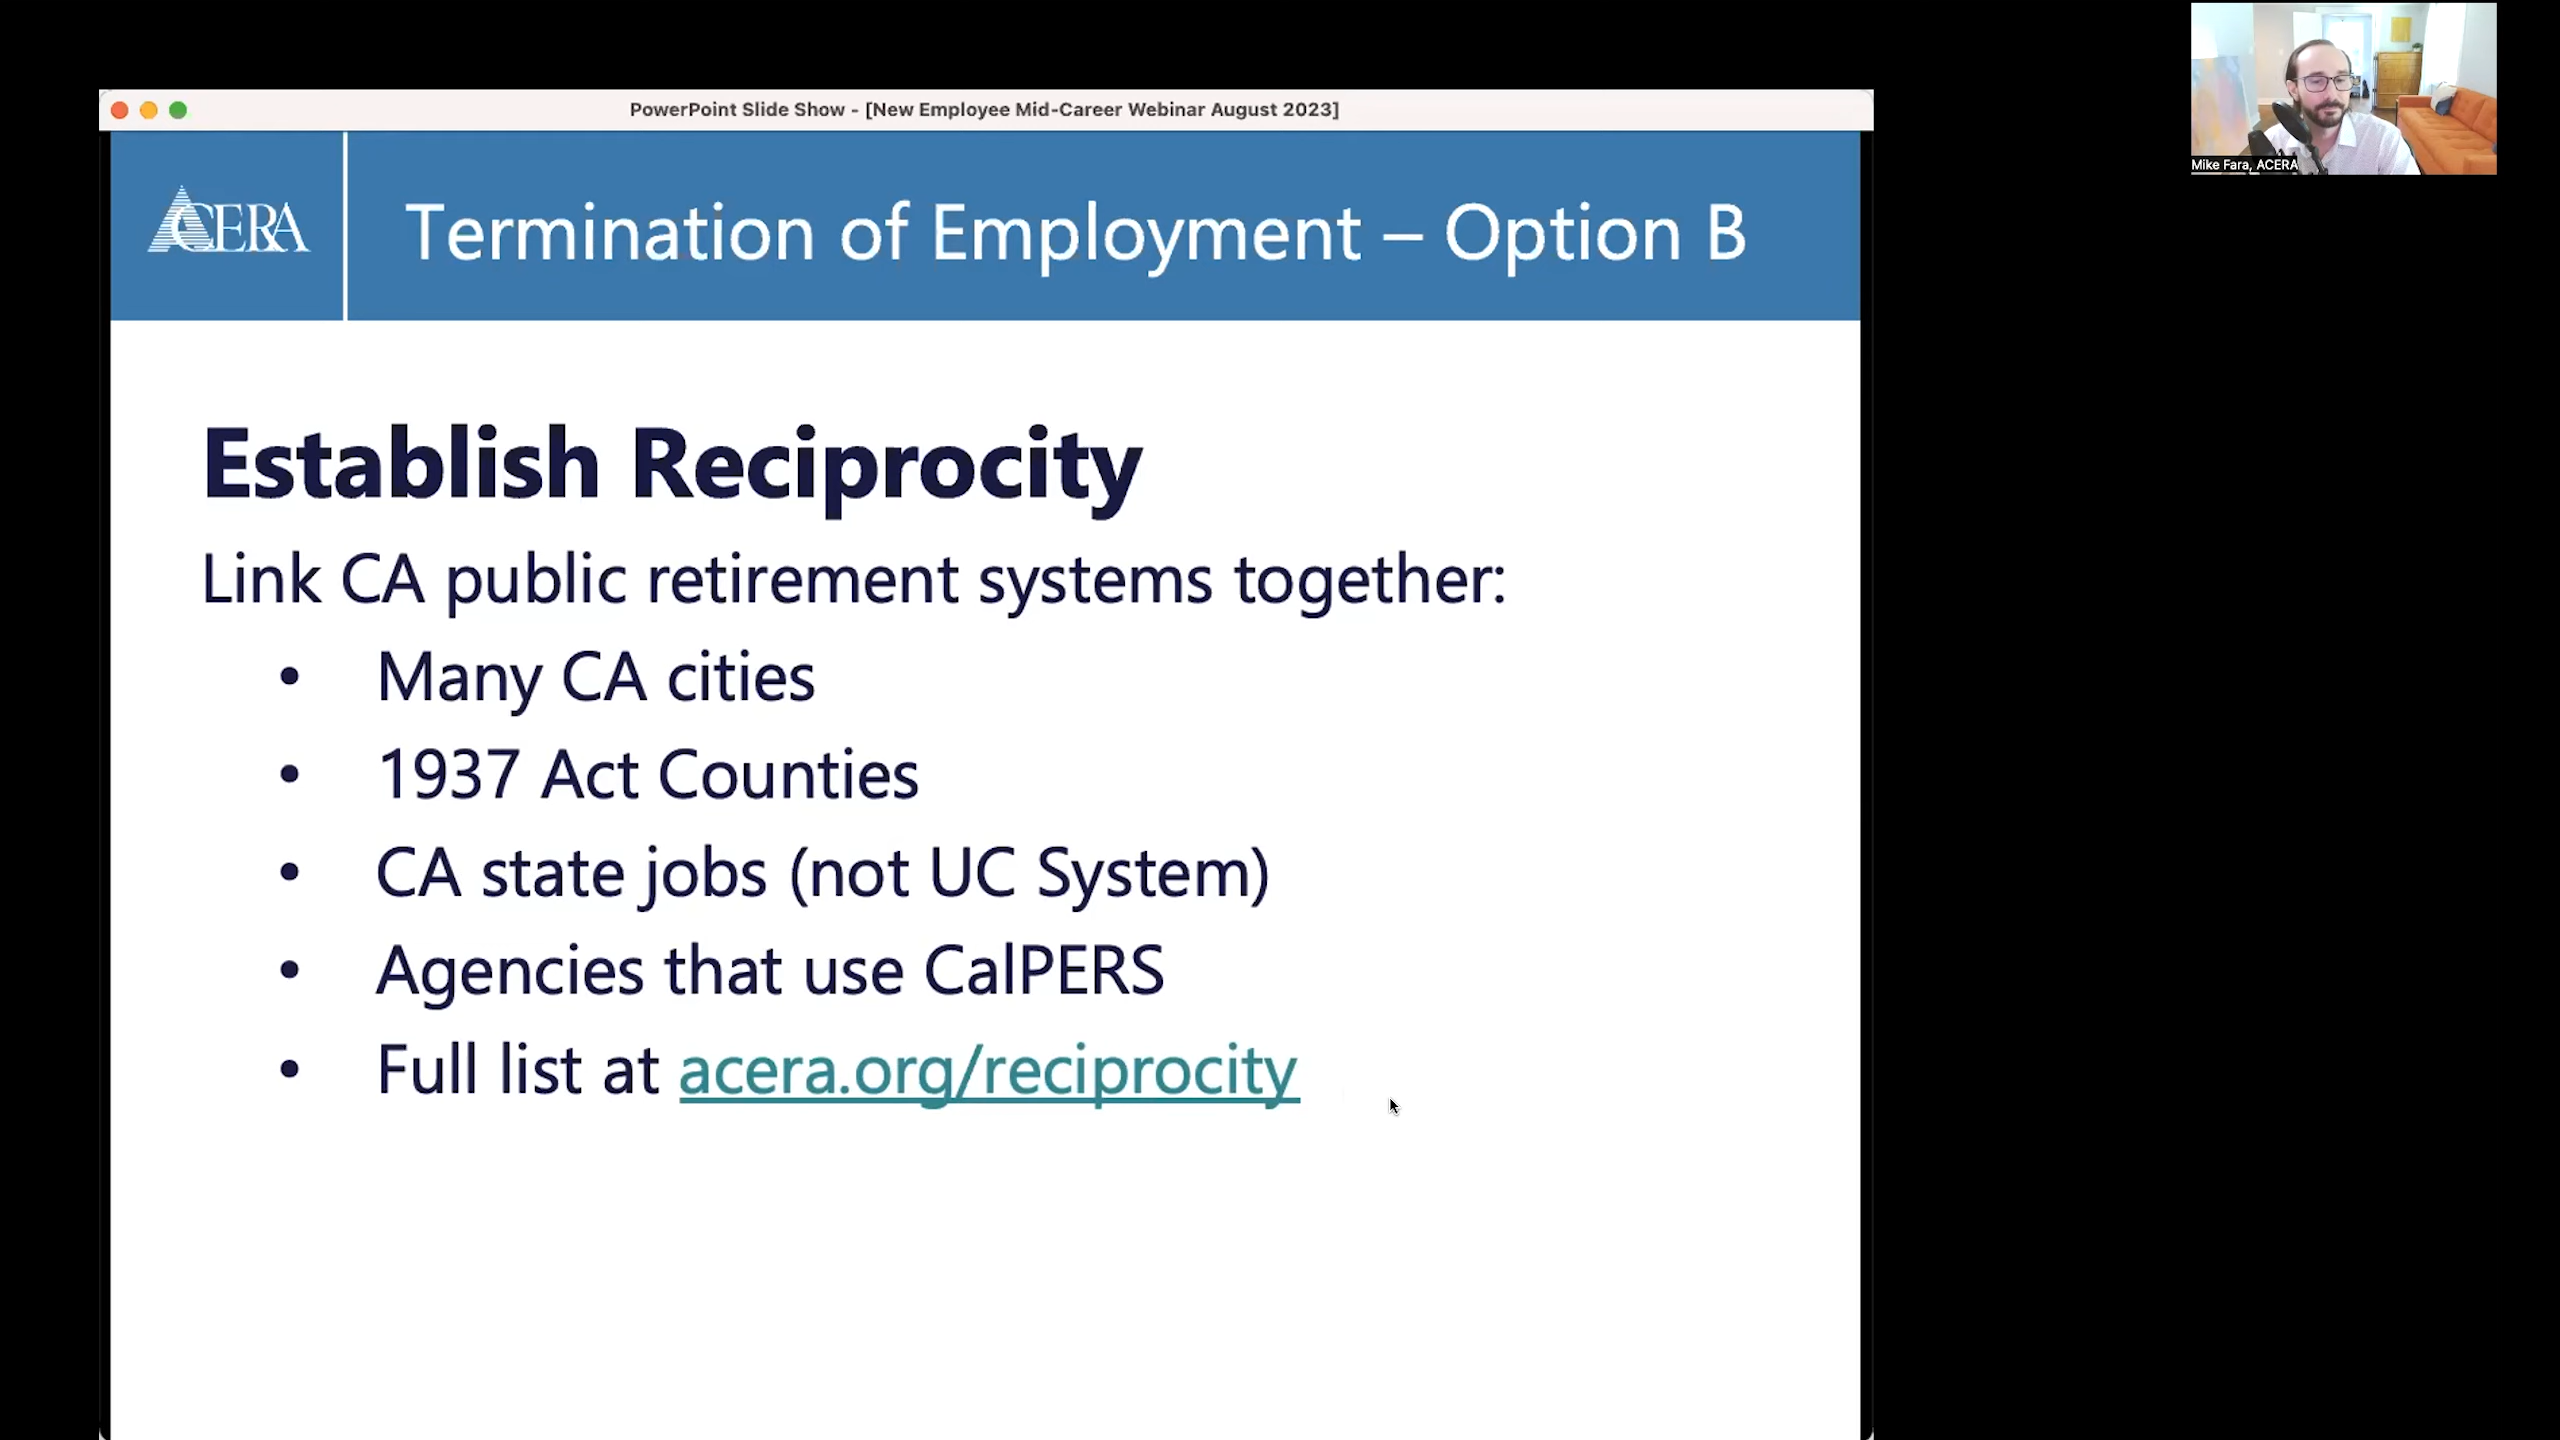 PowerPoint Slide Show - [New Employee Mid-Career Webinar August 2023]
Mike Fara, ACERA
ACERA
Termination of Employment – Option B
Establish Reciprocity
Link CA public retirement systems together:
• Many CA cities
• 1937 Act Counties
• CA state jobs (not UC System)
• Agencies that use CalPERS
• Full list at acera.org/reciprocity